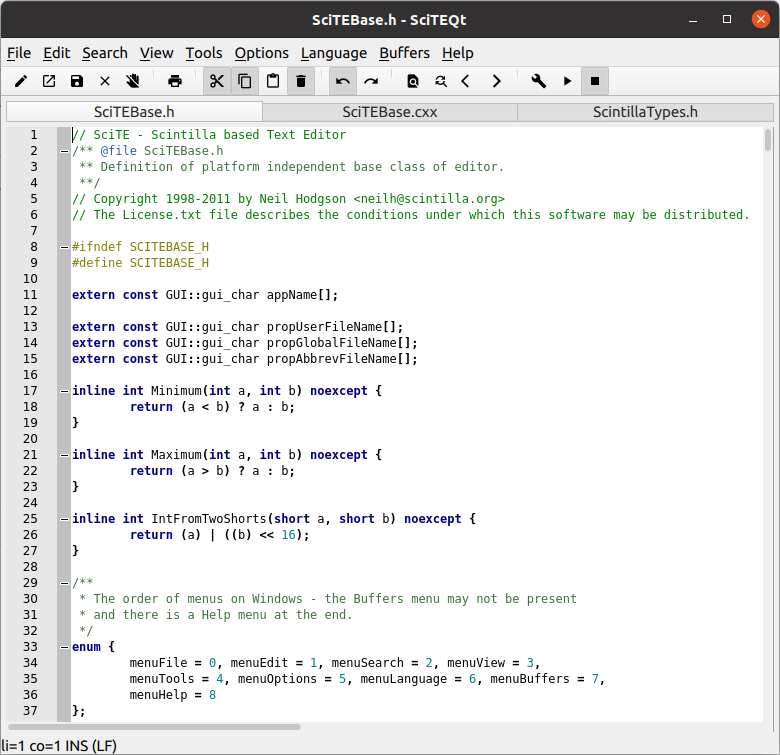 SciTEBase.h - SciTEQt
File Edit Search View Tools Options Language Buffers Help
SciTEBase.h SciTEBase.cxx ScintillaTypes.h
1 // SciTE - Scintilla based Text Editor
2 /** @file SciTEBase.h
3  ** Definition of platform independent base class of editor.
4  **/
5 // Copyright 1998-2011 by Neil Hodgson <neilh@scintilla.org>
6 // The License.txt file describes the conditions under which this software may be distributed.
7
8 #ifndef SCITEBASE_H
9 #define SCITEBASE_H
10
11 extern const GUI::gui_char appName[];
12
13 extern const GUI::gui_char propUserFileName[];
14 extern const GUI::gui_char propGlobalFileName[];
15 extern const GUI::gui_char propAbbrevFileName[];
16
17 inline int Minimum(int a, int b) noexcept {
18         return (a < b) ? a : b;
19 }
20
21 inline int Maximum(int a, int b) noexcept {
22         return (a > b) ? a : b;
23 }
24
25 inline int IntFromTwoShorts(short a, short b) noexcept {
26         return (a) | ((b) << 16);
27 }
28
29 /**
30  * The order of menus on Windows - the Buffers menu may not be present
31  * and there is a Help menu at the end.
32  */
33 enum {
34         menuFile = 0, menuEdit = 1, menuSearch = 2, menuView = 3,
35         menuTools = 4, menuOptions = 5, menuLanguage = 6, menuBuffers = 7,
36         menuHelp = 8
37 };
li=1 co=1 INS (LF)